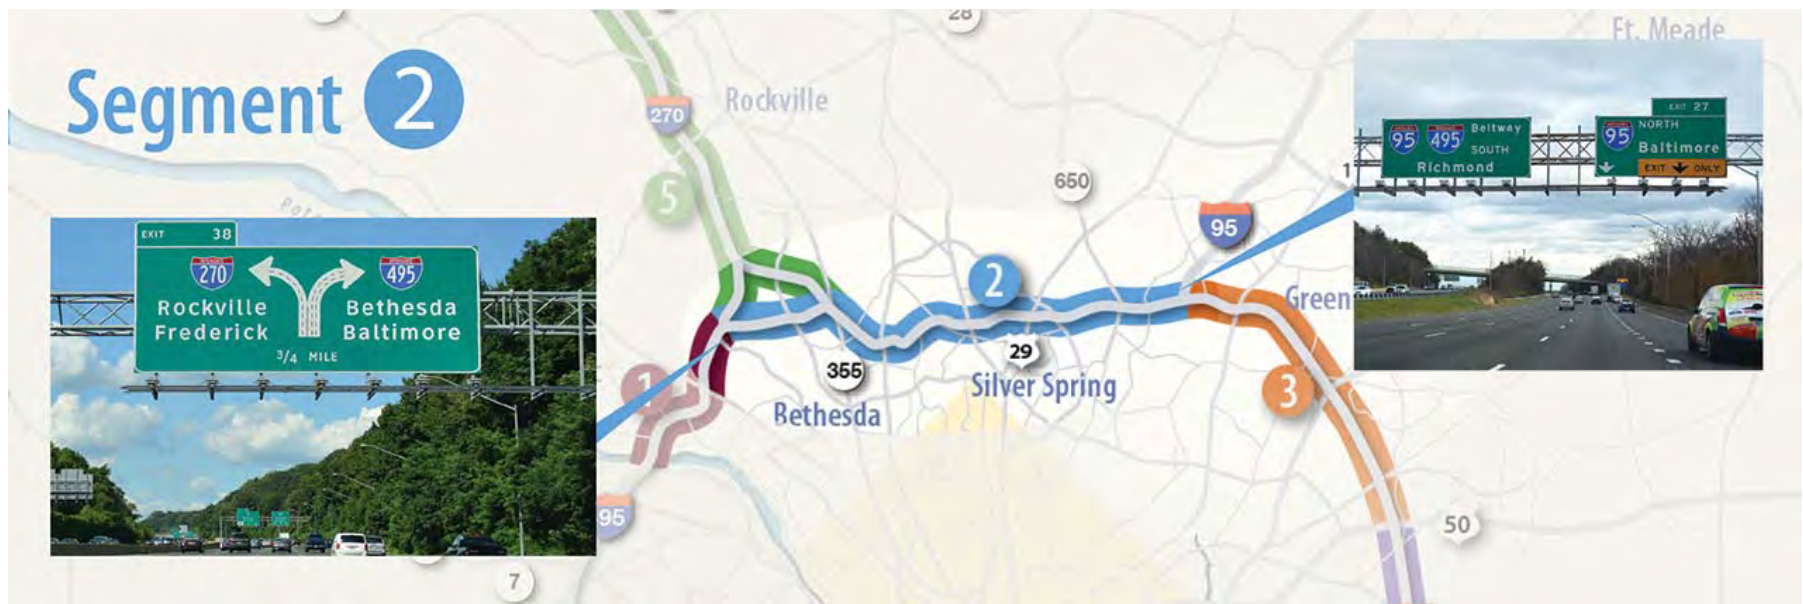 Segment 2
28
Ft. Meade
Rockville
270
5
650
95
2
3
1
Green
29
355
Silver Spring
Bethesda
95
50
7
EXIT 38
270 495
Rockville Bethesda
Frederick Baltimore
3/4 MILE
EXIT 27
95 495 Beltway
SOUTH
Richmond
95 NORTH
Baltimore
EXIT ONLY